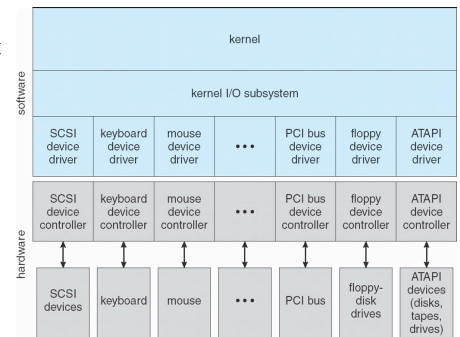 kernel
kernel I/O subsystem
software
SCSI
device
driver
keyboard
device
driver
mouse
device
driver
•••
PCI bus
device
driver
floppy
device
driver
ATAPI
device
driver
hardware
SCSI
device
controller
keyboard
device
controller
mouse
device
controller
•••
PCI bus
device
controller
floppy
device
controller
ATAPI
device
controller
SCSI
devices
keyboard
mouse
•••
PCI bus
floppy-
disk
drives
ATAPI
devices
(disks,
tapes,
drives)